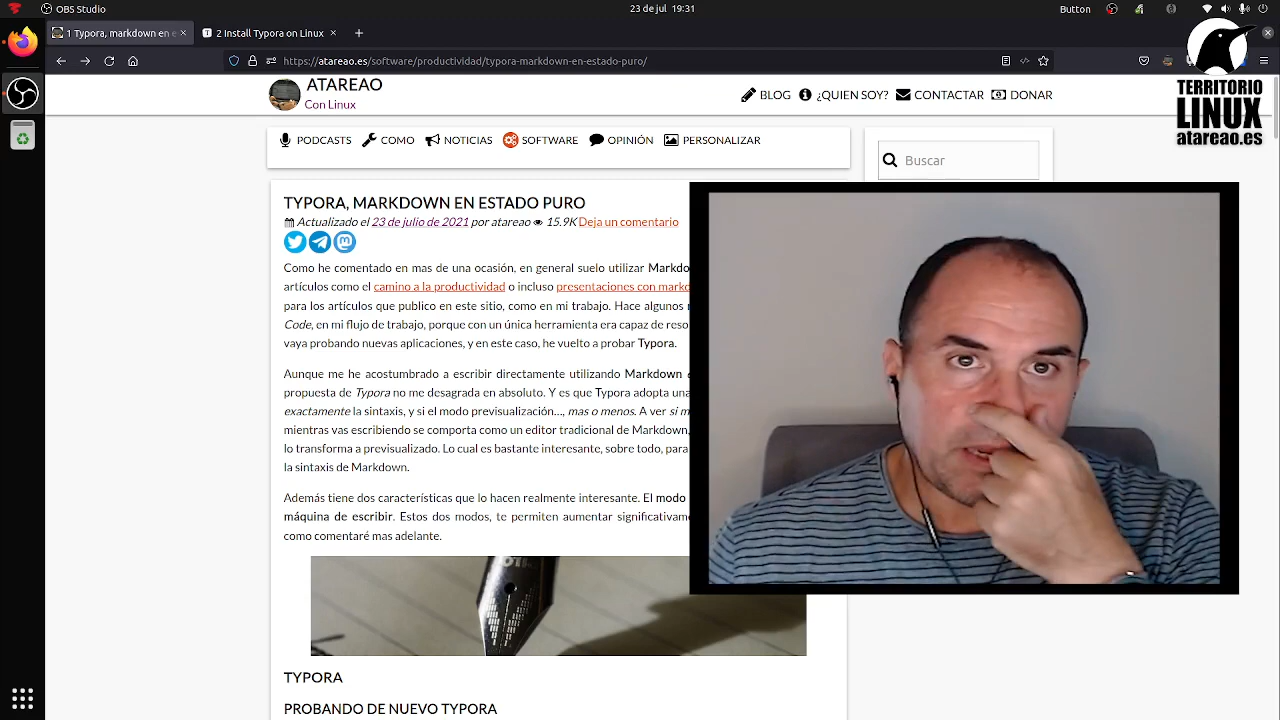 OBS Studio
23 de jul 19:31
Button
1 Typora, markdown en e
2 Install Typora on Linux
https://atareao.es/software/productividad/typora-markdown-en-estado-puro/
ATAREAO
Con Linux
BLOG
¿QUIEN SOY?
CONTACTAR
DONAR
TERRITORIO
LINUX
atareao.es
PODCASTS
COMO
NOTICIAS
SOFTWARE
OPINIÓN
PERSONALIZAR
Buscar
TYPORA, MARKDOWN EN ESTADO PURO
Actualizado el 23 de julio de 2021 por atareao 15.9K Deja un comentario
Como he comentado en mas de una ocasión, en general suelo utilizar Markdo
artículos como el camino a la productividad o incluso presentaciones con marko
para los artículos que publico en este sitio, como en mi trabajo. Hace algunos
Code, en mi flujo de trabajo, porque con un única herramienta era capaz de reso
vaya probando nuevas aplicaciones, y en este caso, he vuelto a probar Typora.
Aunque me he acostumbrado a escribir directamente utilizando Markdown
propuesta de Typora no me desagrada en absoluto. Y es que Typora adopta una
exactamente la sintaxis, y si el modo previsualización..., mas o menos. A ver si m
mientras vas escribiendo se comporta como un editor tradicional de Markdown,
lo transforma a previsualizado. Lo cual es bastante interesante, sobre todo, para
la sintaxis de Markdown.
Además tiene dos características que lo hacen realmente interesante. El modo
máquina de escribir. Estos dos modos, te permiten aumentar significativam
como comentaré mas adelante.
TYPORA
PROBANDO DE NUEVO TYPORA